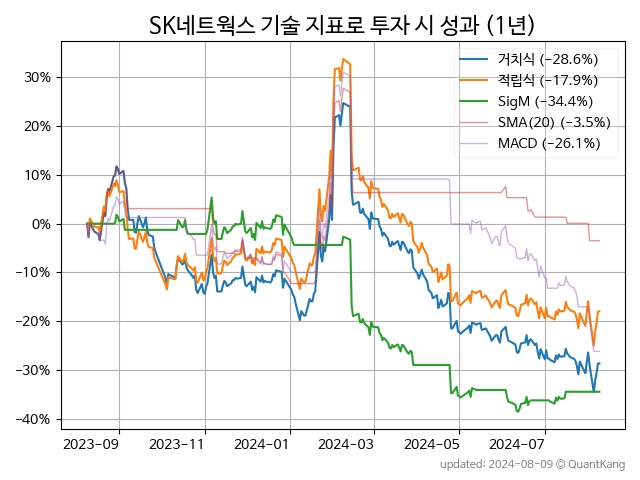 SK네트웍스 기술 지표로 투자 시 성과 (1년)
거치식 (−28.6%)
적립식 (−17.9%)
SigM (−34.4%)
SMA(20) (−3.5%)
MACD (−26.1%)
30%
20%
10%
0%
−10%
−20%
−30%
−40%
2023-09 2023-11 2024-01 2024-03 2024-05 2024-07
updated: 2024-08-09 © QuantKang